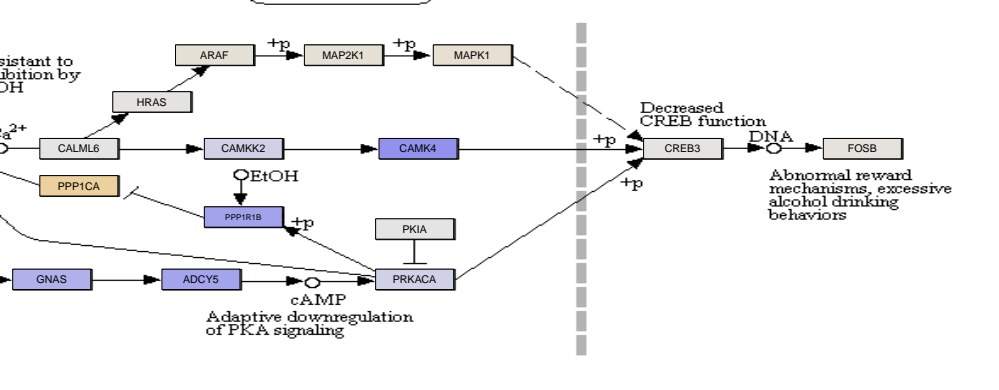 +p
+p
ARAF
MAP2K1
MAPK1
sistant to
ibition by
OH
HRAS
Decreased
CREB function
a2+
CALML6
CAMKK2
CAMK4
+p
CREB3
DNA
FOSB
EtOH
PPP1CA
+p
Abnormal reward
mechanisms, excessive
alcohol drinking
behaviors
PPP1R1B
+p
PKIA
GNAS
ADCY5
PRKACA
cAMP
Adaptive downregulation
of PKA signaling